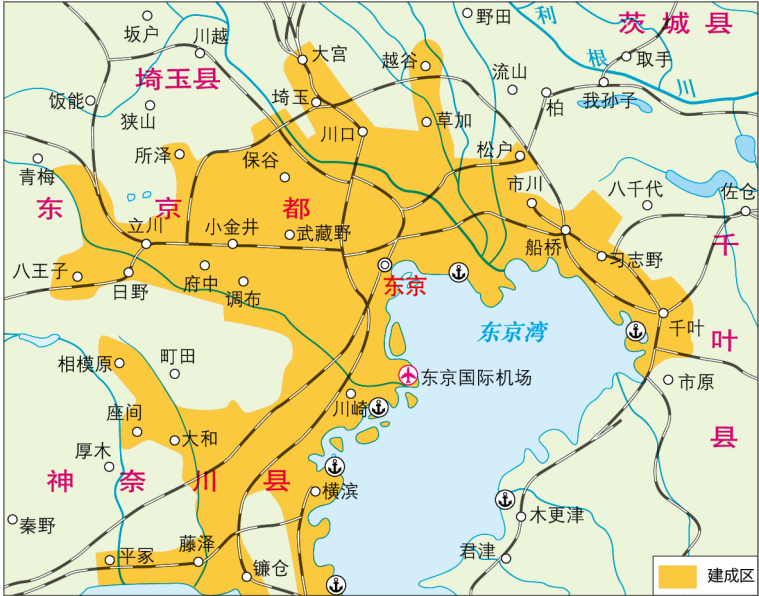 坂户
川越
大宫
野田
利
根
川
茨城县
取手
越谷
流山
埼玉县
饭能
狭山
埼玉
柏
我孙子
川口
草加
所泽
保谷
松户
青梅
市川
八千代
佐仓
东京都
立川
小金井
武藏野
船桥
习志野
千叶县
八王子
日野
府中
调布
东京
东京湾
千叶
相模原
町田
东京国际机场
市原
座间
川崎
大和
厚木
神奈川县
横滨
秦野
木更津
平冢
藤泽
镰仓
君津
建成区